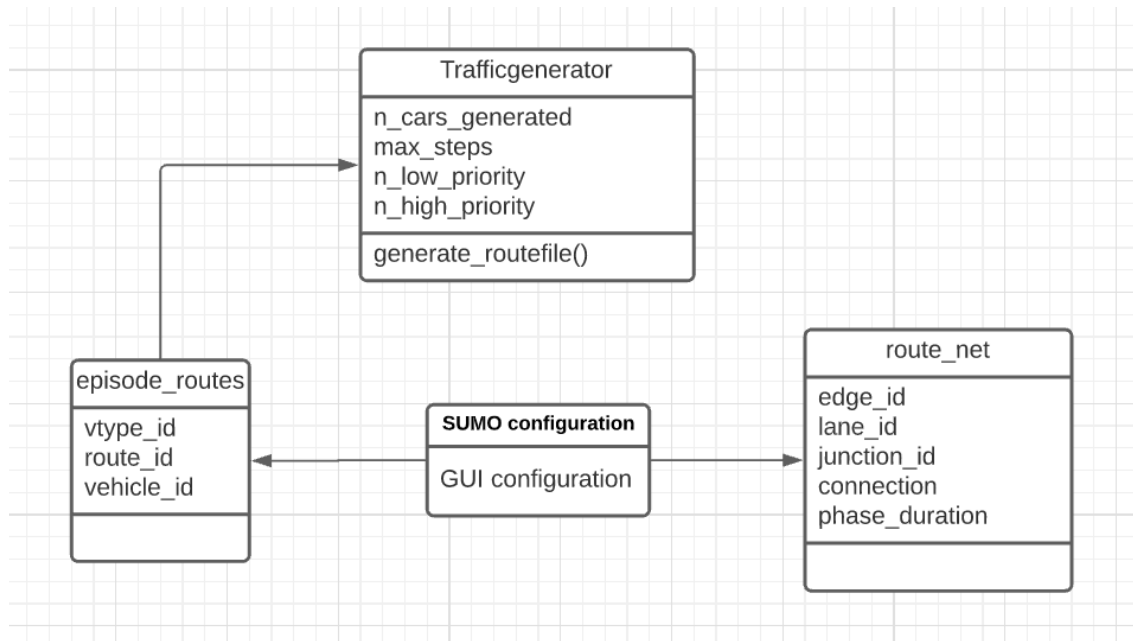 Trafficgenerator
n_cars_generated
max_steps
n_low_priority
n_high_priority
generate_routefile()
episode_routes
vtype_id
route_id
vehicle_id
SUMO configuration
GUI configuration
route_net
edge_id
lane_id
junction_id
connection
phase_duration